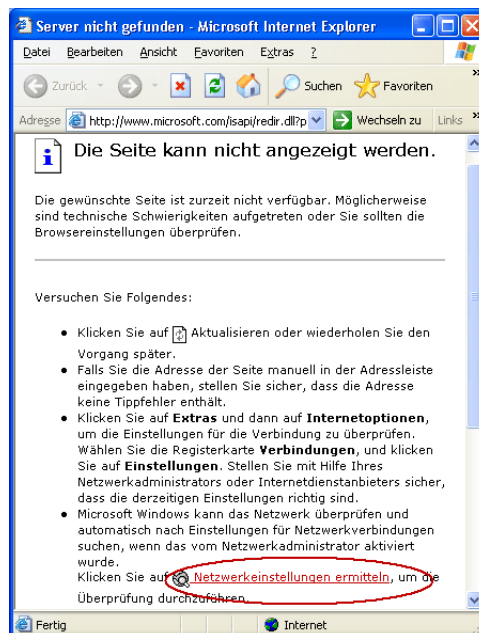 Server nicht gefunden - Microsoft Internet Explorer
Datei Bearbeiten Ansicht Favoriten Extras ?
Zurück Suchen Favoriten »
Adresse http://www.microsoft.com/isapi/redir.dll?p Wechseln zu Links »
Die Seite kann nicht angezeigt werden.
Die gewünschte Seite ist zurzeit nicht verfügbar. Möglicherweise
sind technische Schwierigkeiten aufgetreten oder Sie sollten die
Browsereinstellungen überprüfen.
Versuchen Sie Folgendes:
• Klicken Sie auf Aktualisieren oder wiederholen Sie den
Vorgang später.
• Falls Sie die Adresse der Seite manuell in der Adressleiste
eingegeben haben, stellen Sie sicher, dass die Adresse
keine Tippfehler enthält.
• Klicken Sie auf Extras und dann auf Internetoptionen,
um die Einstellungen für die Verbindung zu überprüfen.
Wählen Sie die Registerkarte Verbindungen, und klicken
Sie auf Einstellungen. Stellen Sie mit Hilfe Ihres
Netzwerkadministrators oder Internetdienstanbieters sicher,
dass die derzeitigen Einstellungen richtig sind.
• Microsoft Windows kann das Netzwerk überprüfen und
automatisch nach Einstellungen für Netzwerkverbindungen
suchen, wenn das vom Netzwerkadministrator aktiviert
wurde.
Klicken Sie auf Netzwerkeinstellungen ermitteln, um die
Überprüfung durchzuführen.
Fertig Internet